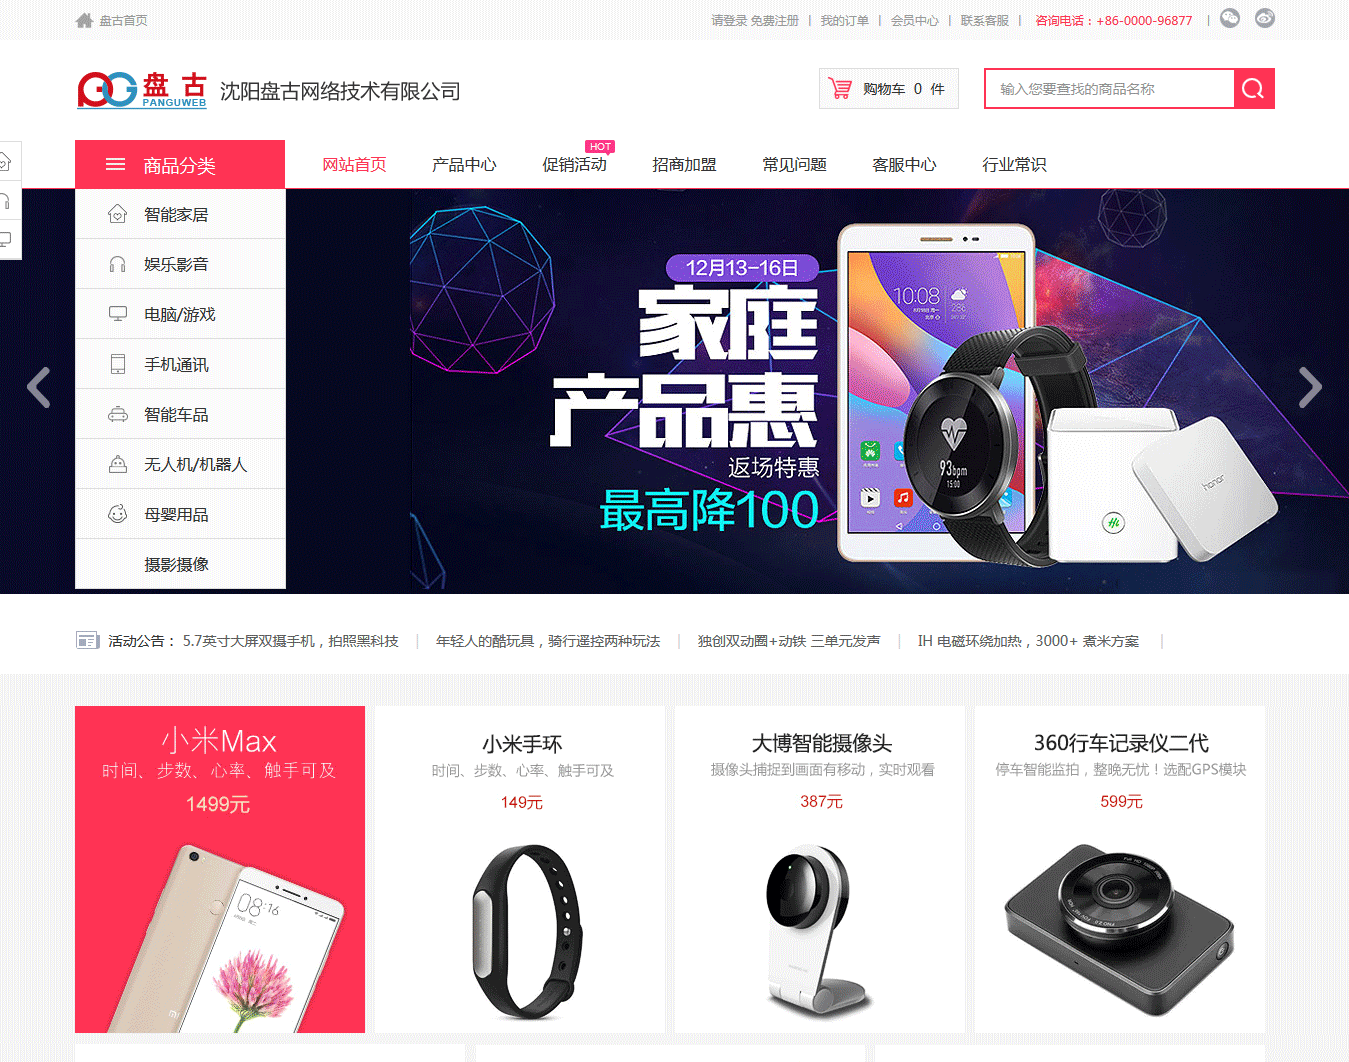 盘古首页
请登录 免费注册 | 我的订单 | 会员中心 | 联系客服 | 咨询电话：+86-0000-96877 |
盘 古
PANGUWEB
沈阳盘古网络技术有限公司
购物车 0 件
输入您要查找的商品名称
商品分类
网站首页
产品中心
促销活动
HOT
招商加盟
常见问题
客服中心
行业常识
智能家居
娱乐影音
电脑/游戏
手机通讯
智能车品
无人机/机器人
母婴用品
摄影摄像
12月13-16日
家庭
产品惠
返场特惠
最高降100
10:08
93bpm
15:00
honor
活动公告： 5.7英寸大屏双摄手机，拍照黑科技 | 年轻人的酷玩具，骑行遥控两种玩法 | 独创双动圈+动铁 三单元发声 | IH 电磁环绕加热，3000+ 煮米方案 |
小米Max
时间、步数、心率、触手可及
1499元
08:16
小米手环
时间、步数、心率、触手可及
149元
大博智能摄像头
摄像头捕捉到画面有移动，实时观看
387元
360行车记录仪二代
停车智能监拍，整晚无忧！选配GPS模块
599元